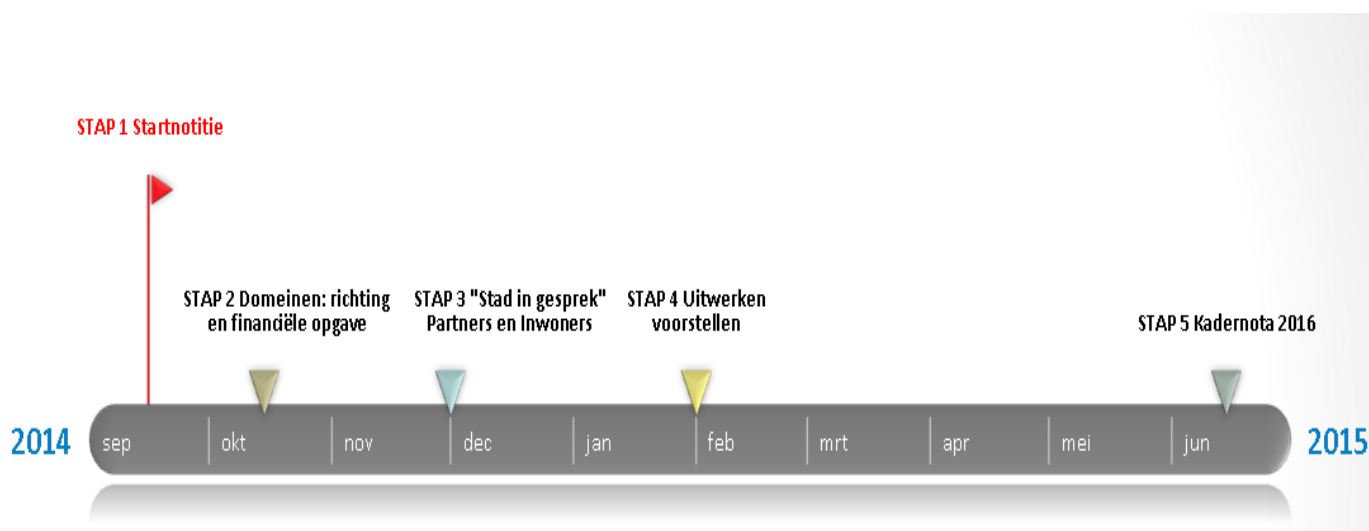 STAP 1 Startnotitie
STAP 2 Domeinen: richting
en financiële opgave
STAP 3 "Stad in gesprek"
Partners en Inwoners
STAP 4 Uitwerken
voorstellen
STAP 5 Kadernota 2016
2014
sep
okt
nov
dec
jan
feb
mrt
apr
mei
jun
2015